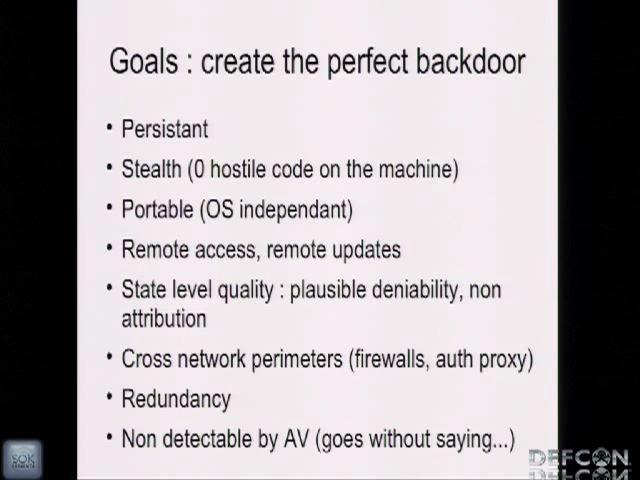 Goals : create the perfect backdoor
• Persistant
• Stealth (0 hostile code on the machine)
• Portable (OS independant)
• Remote access, remote updates
• State level quality : plausible deniability, non
attribution
• Cross network perimeters (firewalls, auth proxy)
• Redundancy
• Non detectable by AV (goes without saying...)
SOK
DEFCON